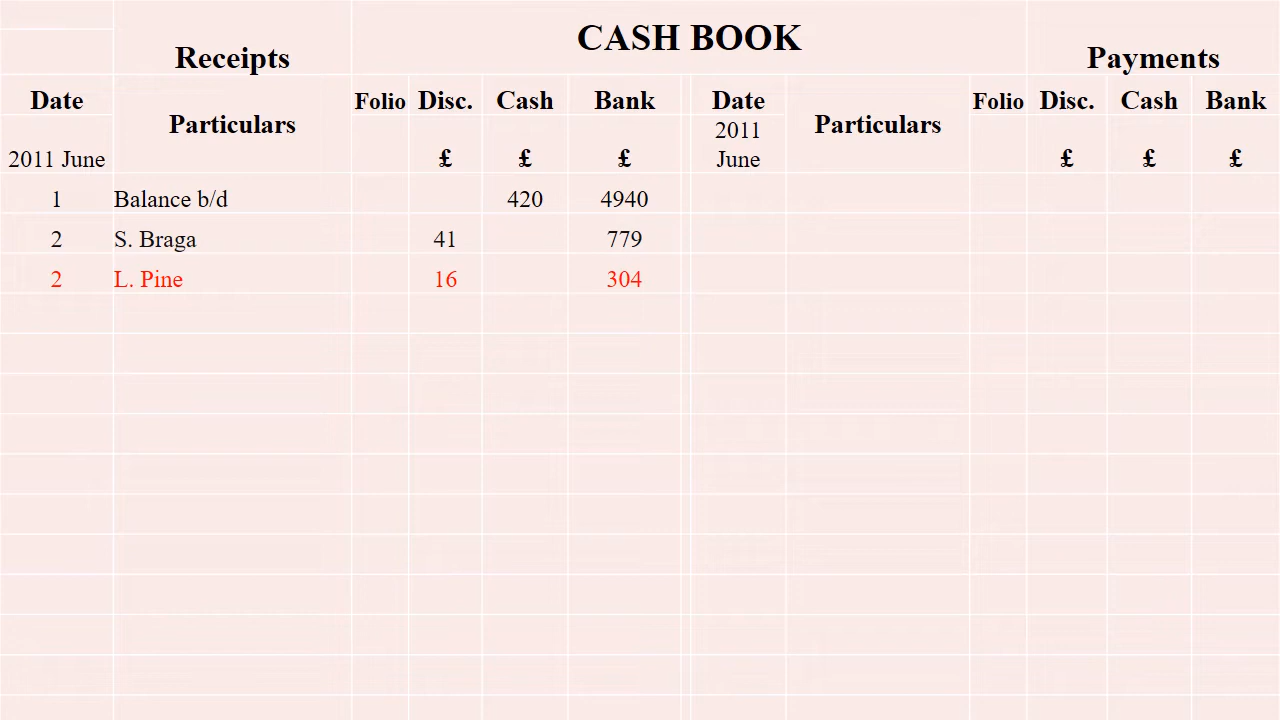 CASH BOOK
Receipts Payments
Date Particulars Folio Disc. Cash Bank Date Particulars Folio Disc. Cash Bank
2011 June £ £ £ 2011 June £ £ £
1 Balance b/d 420 4940
2 S. Braga 41 779
2 L. Pine 16 304